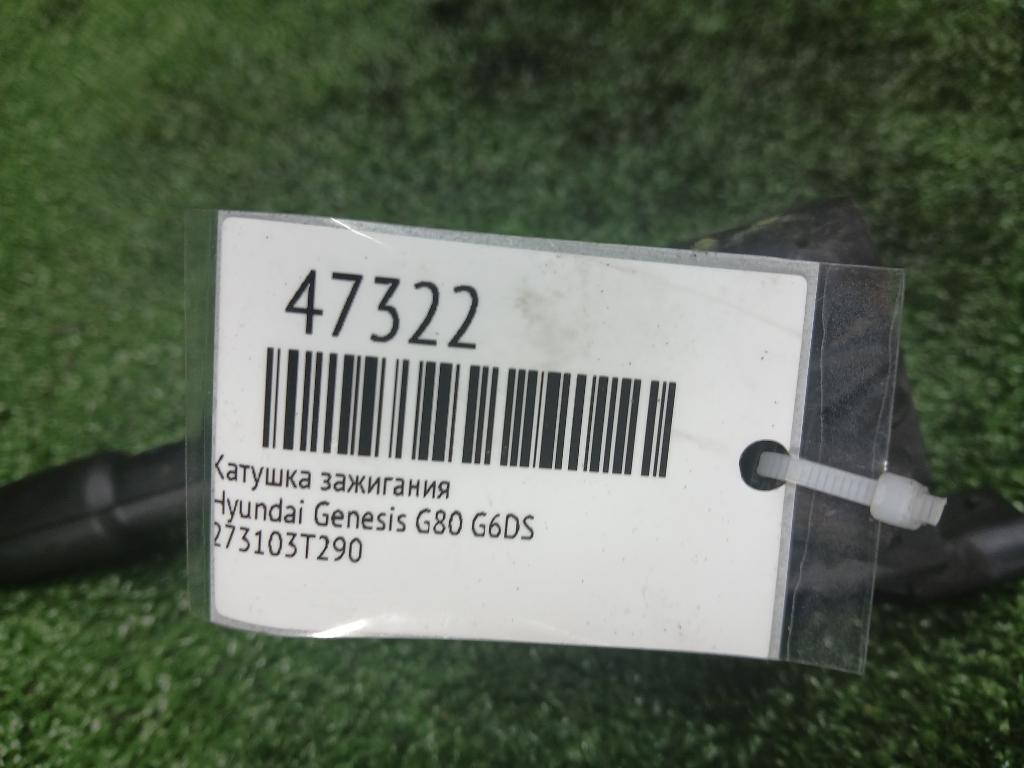 47322
Катушка зажигания
Hyundai Genesis G80 G6DS
273103T290